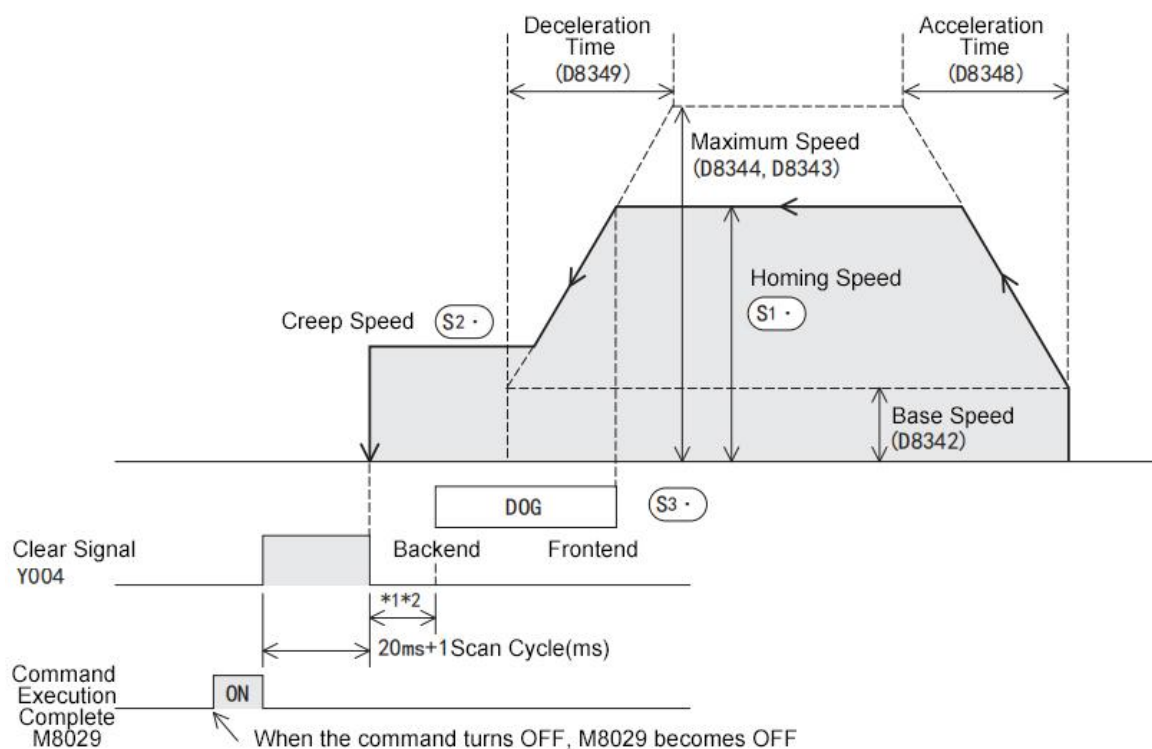 Deceleration
Time
(D8349)
Acceleration
Time
(D8348)
Maximum Speed
(D8344, D8343)
Homing Speed
S1・
Creep Speed
S2・
Base Speed
(D8342)
DOG
S3・
Clear Signal
Y004
Backend
Frontend
*1*2
20ms+1Scan Cycle(ms)
Command
Execution
Complete
M8029
ON
When the command turns OFF, M8029 becomes OFF